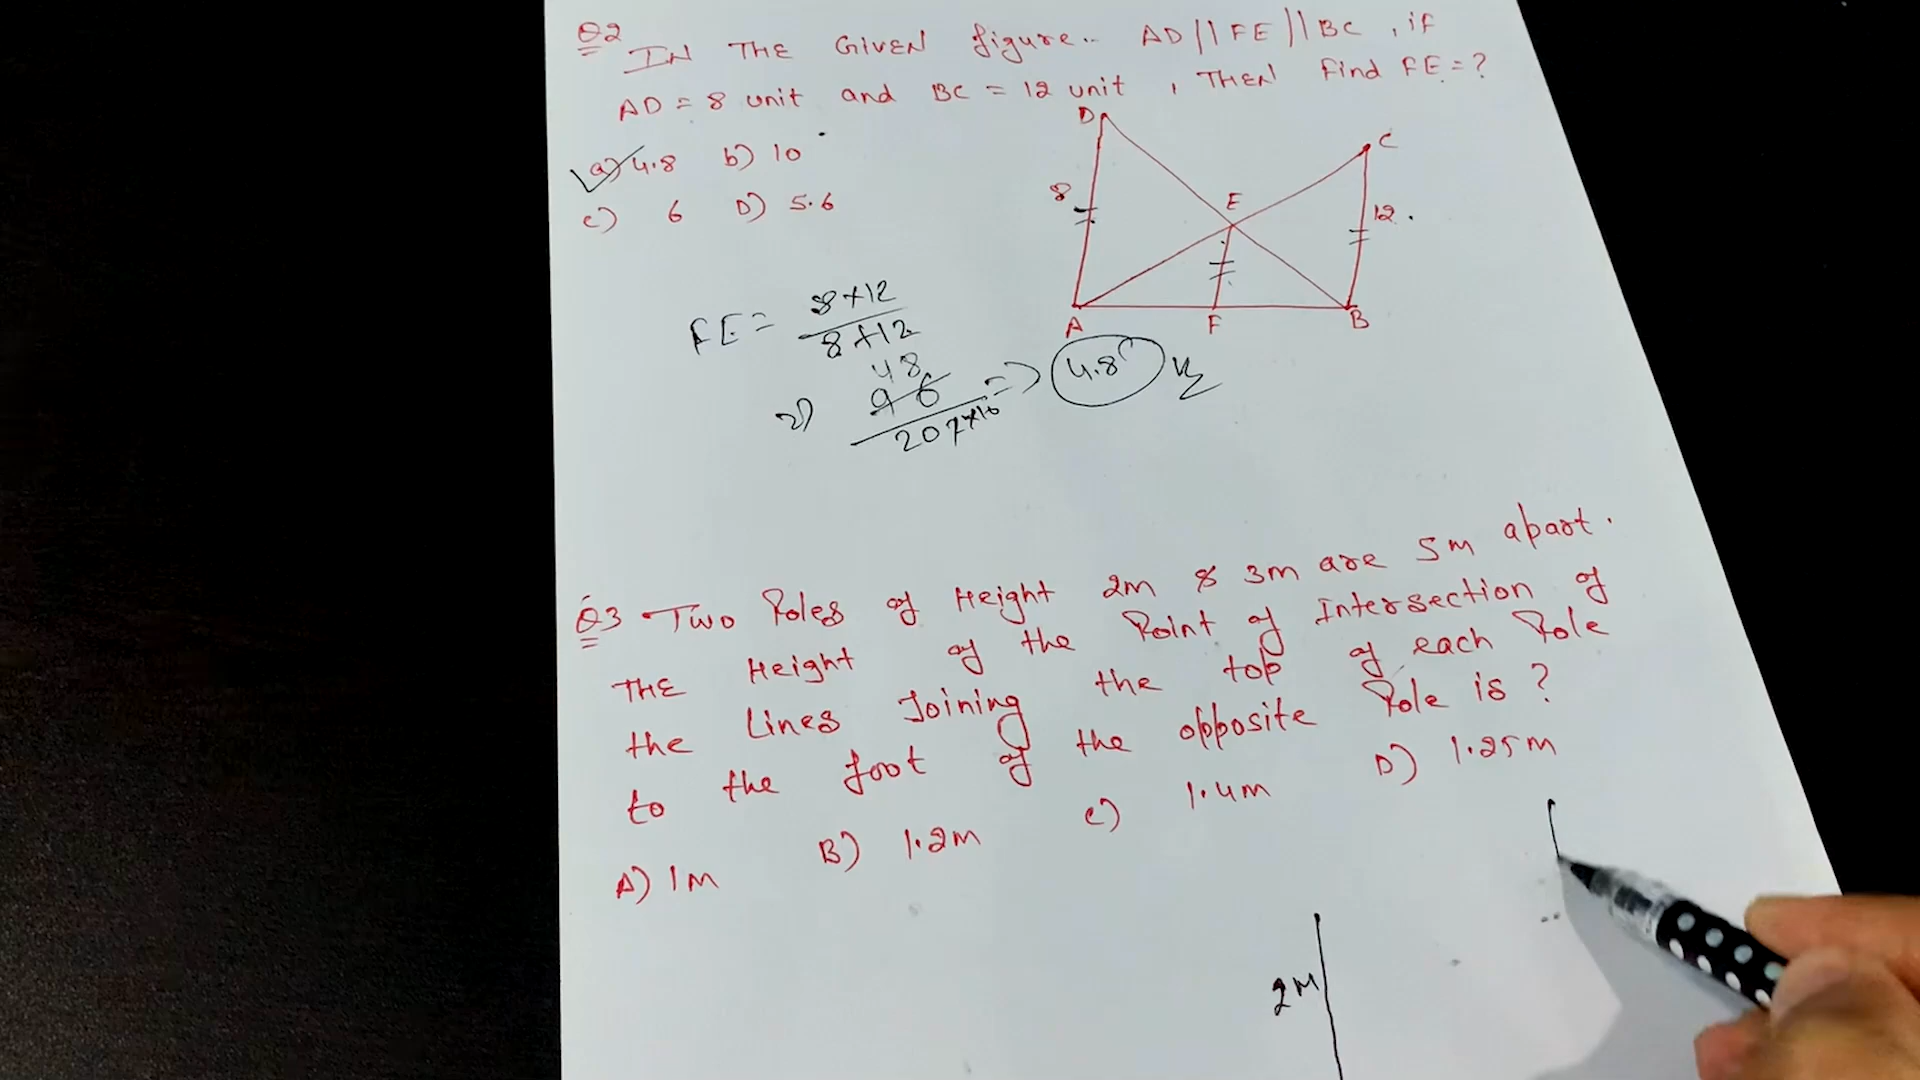 Q2 IN THE GIVEN figure.. AD||FE||BC, if
AD = 8 unit and BC = 12 unit, THEN Find FE = ?
a) 4.8 b) 10
c) 6 D) 5.6
D
C
8
E
12.
A
F
B
FE = 8×12
8+12
48
96
20
4.8
Q3 Two Poles of Height 2m & 3m are 5m apart.
THE Height of the Point of Intersection of
the Lines Joining the top of each Pole
to the foot of the opposite Pole is ?
A) 1M B) 1.2M C) 1.4M D) 1.25M
2M